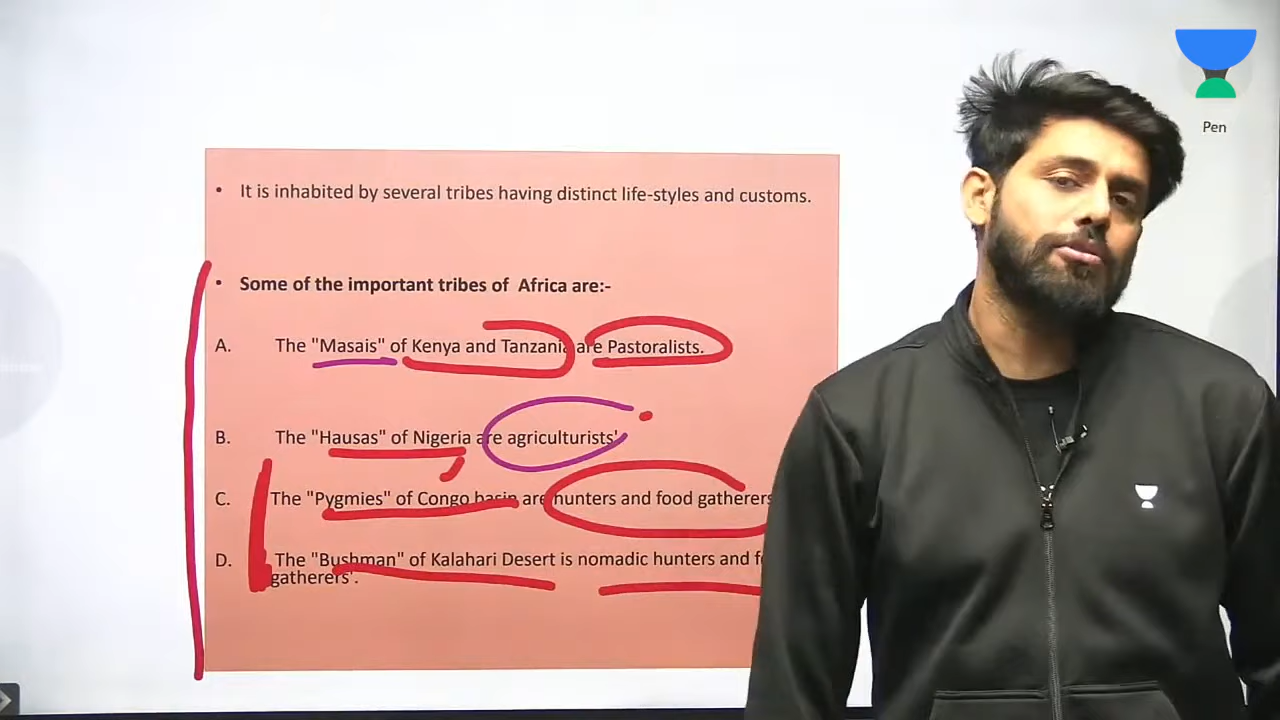 Pen
• It is inhabited by several tribes having distinct life-styles and customs.
• Some of the important tribes of Africa are:-
A. The "Masais" of Kenya and Tanzania are Pastoralists.
B. The "Hausas" of Nigeria are agriculturists'
C. The "Pygmies" of Congo basin are hunters and food gatherers
D. The "Bushman" of Kalahari Desert is nomadic hunters and
gatherers'.